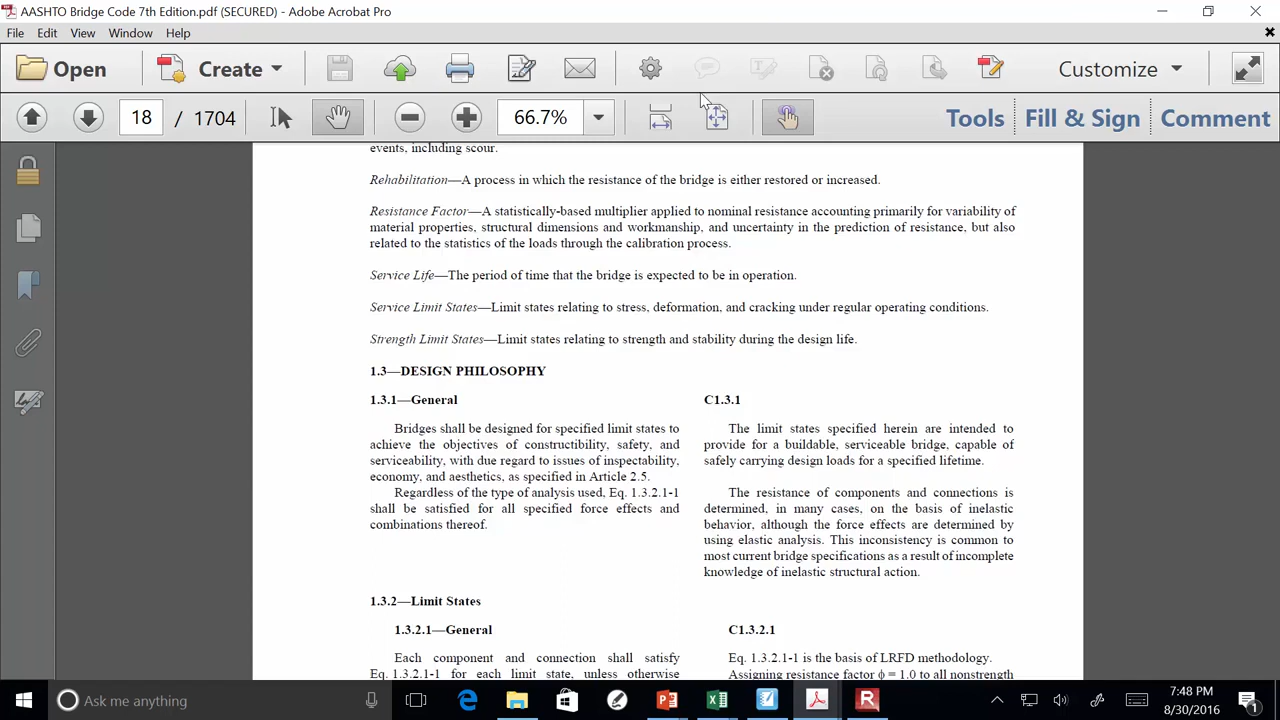 AASHTO Bridge Code 7th Edition.pdf (SECURED) - Adobe Acrobat Pro
File Edit View Window Help
Open Create Customize
18 / 1704 66.7% Tools Fill & Sign Comment
events, including scour.
Rehabilitation—A process in which the resistance of the bridge is either restored or increased.
Resistance Factor—A statistically-based multiplier applied to nominal resistance accounting primarily for variability of
material properties, structural dimensions and workmanship, and uncertainty in the prediction of resistance, but also
related to the statistics of the loads through the calibration process.
Service Life—The period of time that the bridge is expected to be in operation.
Service Limit States—Limit states relating to stress, deformation, and cracking under regular operating conditions.
Strength Limit States—Limit states relating to strength and stability during the design life.
1.3—DESIGN PHILOSOPHY
1.3.1—General
Bridges shall be designed for specified limit states to
achieve the objectives of constructibility, safety, and
serviceability, with due regard to issues of inspectability,
economy, and aesthetics, as specified in Article 2.5.
Regardless of the type of analysis used, Eq. 1.3.2.1-1
shall be satisfied for all specified force effects and
combinations thereof.
C1.3.1
The limit states specified herein are intended to
provide for a buildable, serviceable bridge, capable of
safely carrying design loads for a specified lifetime.
The resistance of components and connections is
determined, in many cases, on the basis of inelastic
behavior, although the force effects are determined by
using elastic analysis. This inconsistency is common to
most current bridge specifications as a result of incomplete
knowledge of inelastic structural action.
1.3.2—Limit States
1.3.2.1—General
Each component and connection shall satisfy
Eq. 1.3.2.1-1 for each limit state, unless otherwise
C1.3.2.1
Eq. 1.3.2.1-1 is the basis of LRFD methodology.
Assigning resistance factor ϕ = 1.0 to all nonstrength
Ask me anything
7:48 PM
8/30/2016
1